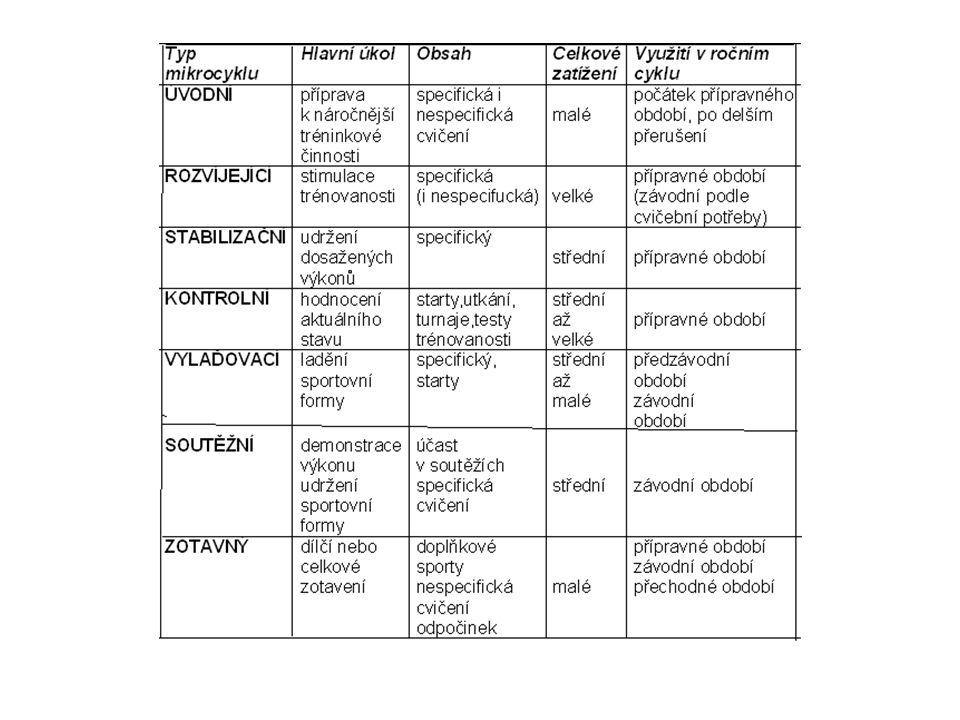 Typ mikrocyklu | Hlavní úkol | Obsah | Celkové zatížení | Využití v ročním cyklu
ÚVODNÍ | příprava k náročnější tréninkové činnosti | specifická i nespecifická cvičení | malé | počátek přípravného období, po delším přerušení
ROZVÍJEJÍCÍ | stimulace trénovanosti | specifická (i nespecifucká) | velké | přípravné období (závodní podle cvičební potřeby)
STABILIZAČNÍ | udržení dosažených výkonů | specifický | střední | přípravné období
KONTROLNÍ | hodnocení aktuálního stavu | starty,utkání, turnaje,testy trénovanosti | střední až velké | přípravné období
VYLAĎOVACÍ | ladění sportovní formy | specifický, starty | střední až malé | předzávodní období závodní období
SOUTĚŽNÍ | demonstrace výkonu udržení sportovní formy | účast v soutěžích specifická cvičení | střední | závodní období
ZOTAVNÝ | dílčí nebo celkové zotavení | doplňkové sporty nespecifická cvičení odpočinek | malé | přípravné období závodní období přechodné období